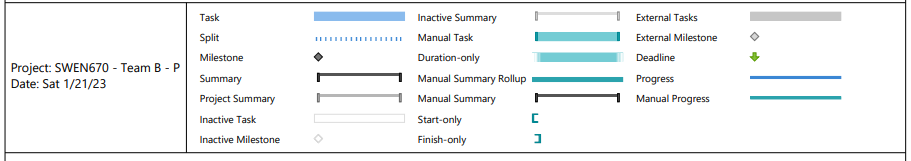 Project: SWEN670 - Team B - P
Date: Sat 1/21/23
Task
Split
Milestone
Summary
Project Summary
Inactive Task
Inactive Milestone
Inactive Summary
Manual Task
Duration-only
Manual Summary Rollup
Manual Summary
Start-only
Finish-only
External Tasks
External Milestone
Deadline
Progress
Manual Progress